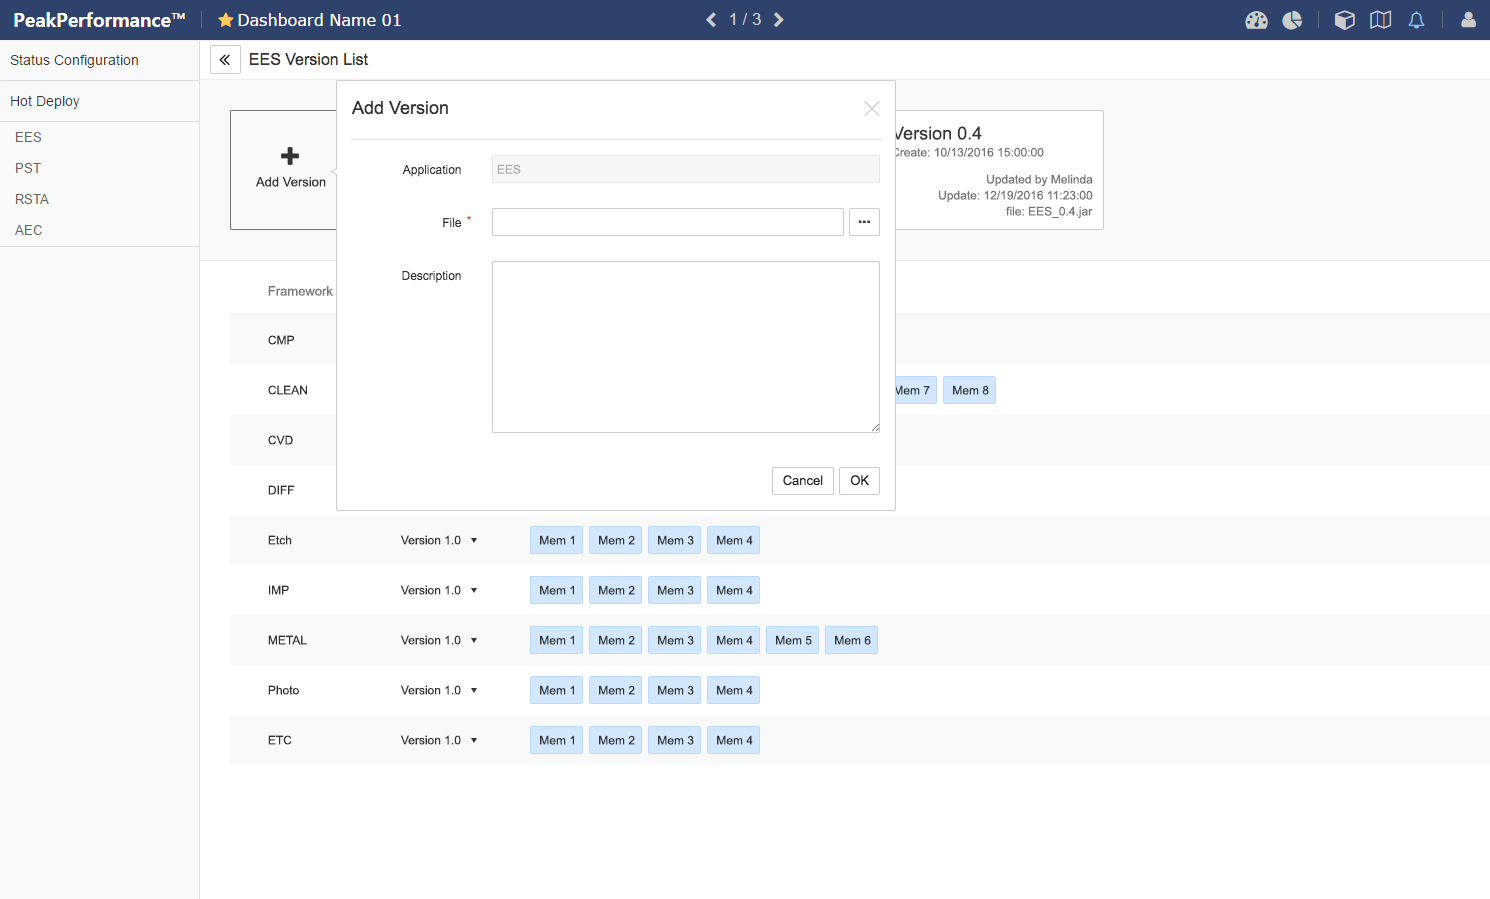 PeakPerformance™
Dashboard Name 01
1 / 3
Status Configuration
Hot Deploy
EES
PST
RSTA
AEC
EES Version List
Add Version
Add Version
Application
EES
File *
Description
Cancel
OK
Version 0.4
Create: 10/13/2016 15:00:00
Updated by Melinda
Update: 12/19/2016 11:23:00
file: EES_0.4.jar
Framework
CMP
CLEAN Mem 7 Mem 8
CVD
DIFF
Etch Version 1.0 Mem 1 Mem 2 Mem 3 Mem 4
IMP Version 1.0 Mem 1 Mem 2 Mem 3 Mem 4
METAL Version 1.0 Mem 1 Mem 2 Mem 3 Mem 4 Mem 5 Mem 6
Photo Version 1.0 Mem 1 Mem 2 Mem 3 Mem 4
ETC Version 1.0 Mem 1 Mem 2 Mem 3 Mem 4